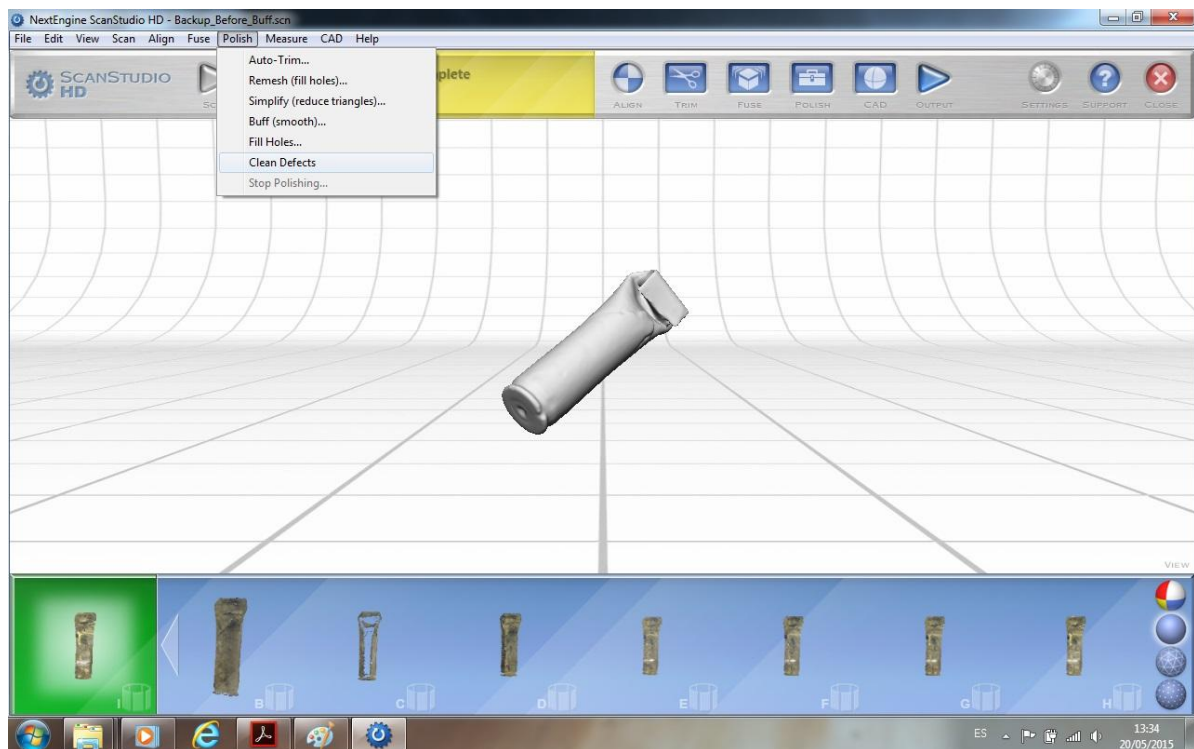 NextEngine ScanStudio HD - Backup_Before_Buff.scn
File Edit View Scan Align Fuse Polish Measure CAD Help
Auto-Trim...
Remesh (fill holes)...
Simplify (reduce triangles)...
Buff (smooth)...
Fill Holes...
Clean Defects
Stop Polishing...
SCANSTUDIO
HD
SC
plete
ALIGN TRIM FUSE POLISH CAD OUTPUT SETTINGS SUPPORT CLOSE
VIEW
I B C D E F G H
ES
13:34
20/05/2015